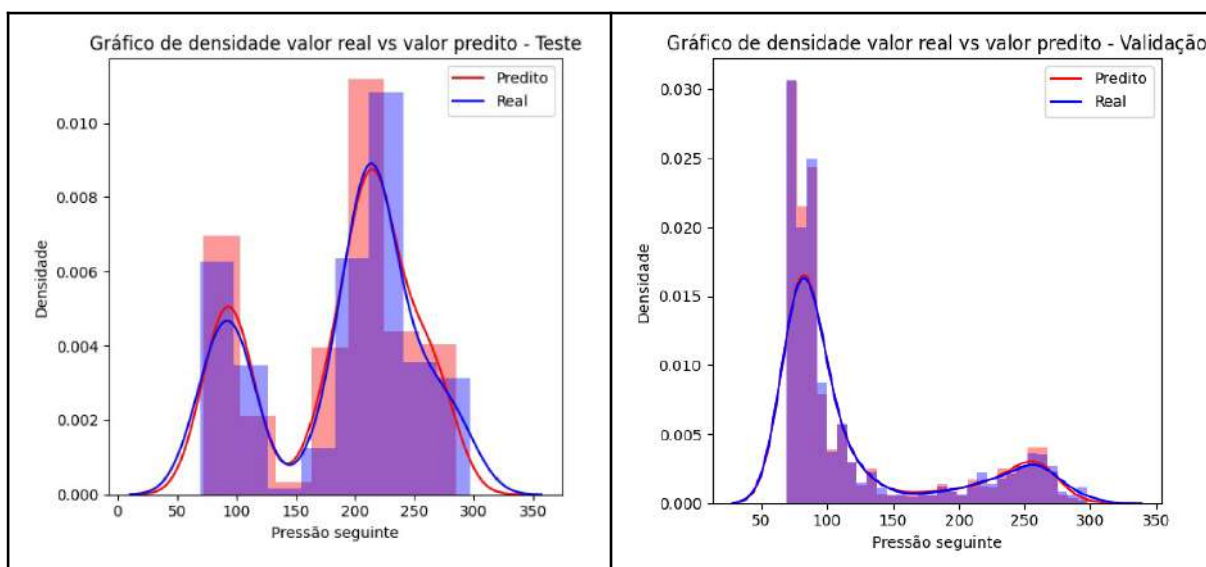 Gráfico de densidade valor real vs valor predito - Teste
Predito
Real
0.010
0.008
0.006
0.004
0.002
0.000
Densidade
0
50
100
150
200
250
300
350
Pressão seguinte
Gráfico de densidade valor real vs valor predito - Validação
Predito
Real
0.030
0.025
0.020
0.015
0.010
0.005
0.000
Densidade
50
100
150
200
250
300
350
Pressão seguinte